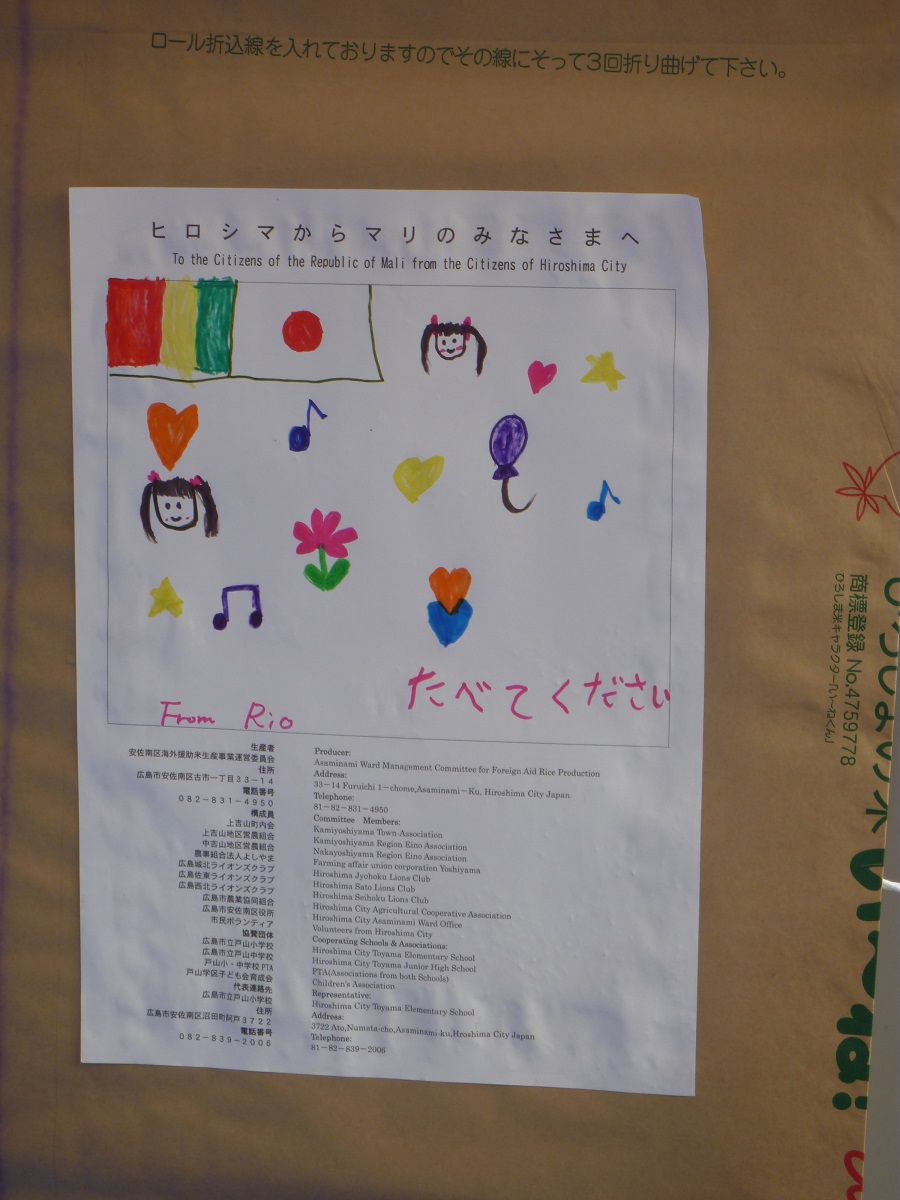 ロール折込線を入れておりますのでその線にそって3回折り曲げて下さい。
ヒロシマからマリのみなさまへ
To the Citizens of the Republic of Mali from the Citizens of Hiroshima City
たべてください
From Rio
生産者
安佐南区海外援助米生産事業運営委員会
住所
広島市安佐南区古市一丁目33-14
電話番号
082-831-4950
構成員
上吉山町内会
上吉山地区営農組合
中吉山地区営農組合
農事組合法人よしやま
広島城北ライオンズクラブ
広島佐東ライオンズクラブ
広島西北ライオンズクラブ
広島市農業協同組合
広島市安佐南区役所
市民ボランティア
協賛団体
広島市立戸山小学校
広島市立戸山中学校
戸山小・中学校PTA
戸山学区子ども会育成会
代表連絡先
広島市立戸山小学校
住所
広島市安佐南区沼田町阿戸3722
電話番号
082-839-2006
Producer:
Asaminami Ward Management Committee for Foreign Aid Rice Production
Address:
33-14 Furuichi 1-chome,Asaminami-Ku, Hiroshima City Japan
Telephone:
81-82-831-4950
Committee Members:
Kamiyoshiyama Town Association
Kamiyoshiyama Region Eino Association
Nakayoshiyama Region Eino Association
Farming affair union corporation Yoshiyama
Hiroshima Jyohoku Lions Club
Hiroshima Sato Lions Club
Hiroshima Seihoku Lions Club
Hiroshima City Agricultural Cooperative Association
Hiroshima City Asaminami Ward Office
Volunteers from Hiroshima City
Cooperating Schools & Associations:
Hiroshima City Toyama Elementary School
Hiroshima City Toyama Junior High School
PTA(Associations from both Schools)
Children's Association
Representative:
Hiroshima City Toyama Elementary School
Address:
3722 Ato,Numata-cho,Asaminami-ku,Hroshima City Japan
Telephone:
81-82-839-2006
商標登録 No.4759778
ひろしま米キャラクター「い〜ねくん」